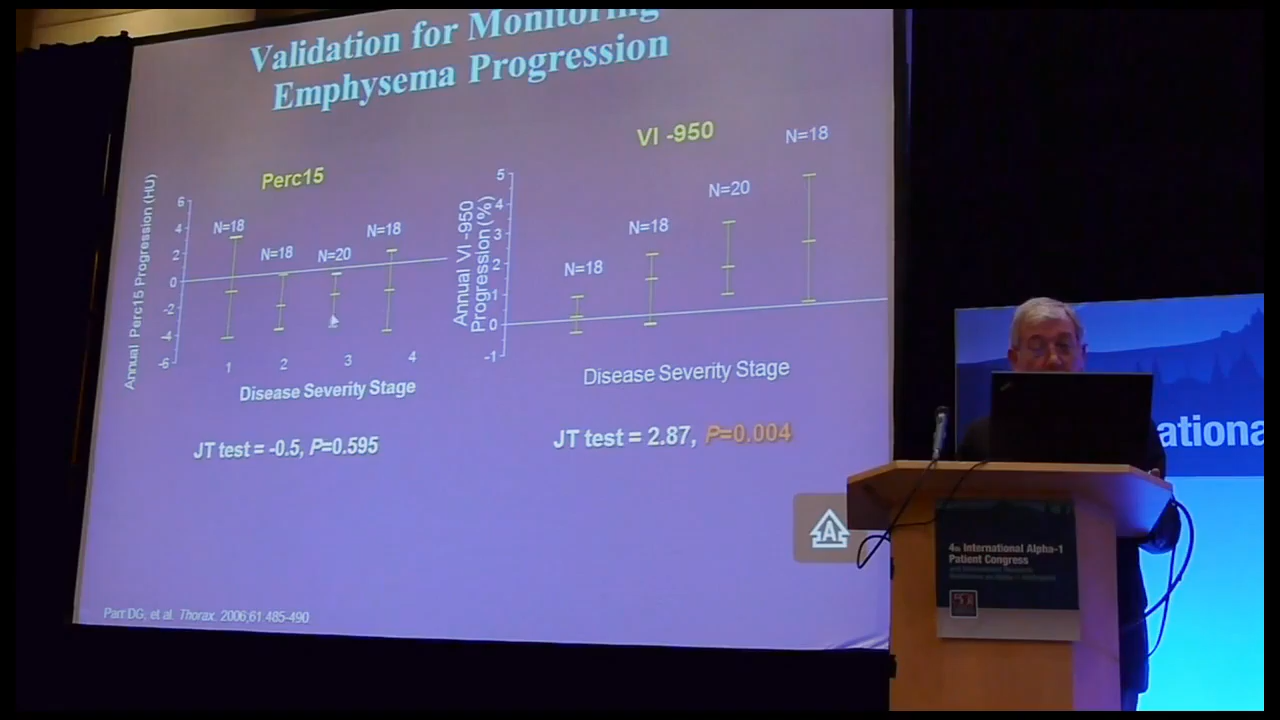 Validation for Monitoring
Emphysema Progression
Perc15
Annual Perc15 Progression (HU)
6
4
2
0
-2
-4
-6
N=18
N=18
N=20
N=18
1
2
3
4
Disease Severity Stage
JT test = -0.5, P=0.595
VI -950
Annual VI -950
Progression (%)
5
4
3
2
1
0
-1
N=18
N=18
N=20
N=18
Disease Severity Stage
JT test = 2.87, P=0.004
A
Parr DG, et al. Thorax. 2006;61:485-490
ationa
4th International Alpha-1
Patient Congress